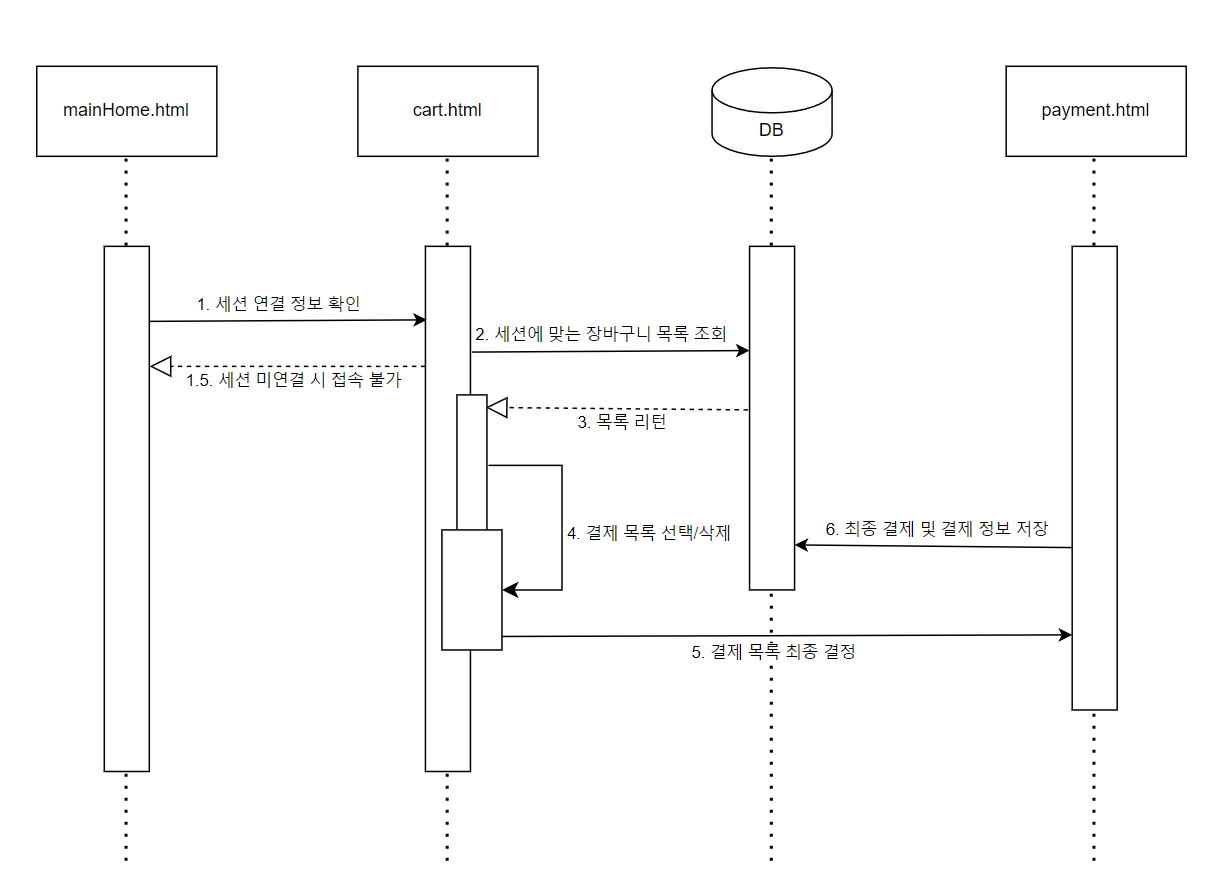 mainHome.html
cart.html
DB
payment.html
1. 세션 연결 정보 확인
2. 세션에 맞는 장바구니 목록 조회
1.5. 세션 미연결 시 접속 불가
3. 목록 리턴
4. 결제 목록 선택/삭제
6. 최종 결제 및 결제 정보 저장
5. 결제 목록 최종 결정